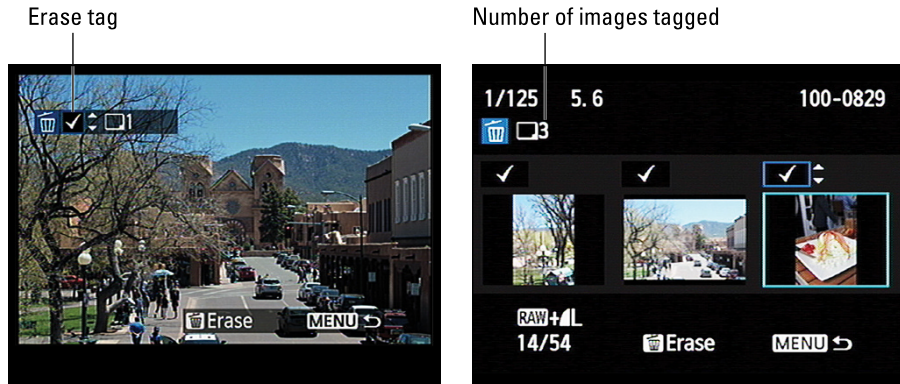 Erase tag
Number of images tagged
1
Erase MENU
1/125 5.6 100-0829
3
RAW+L
14/54 Erase MENU